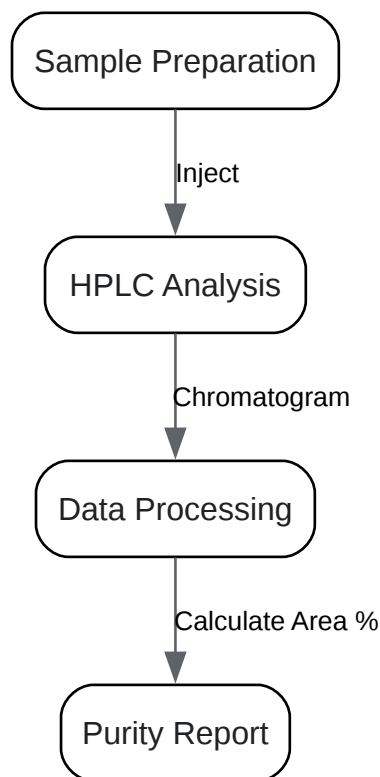 Sample Preparation
Inject
HPLC Analysis
Chromatogram
Data Processing
Calculate Area %
Purity Report